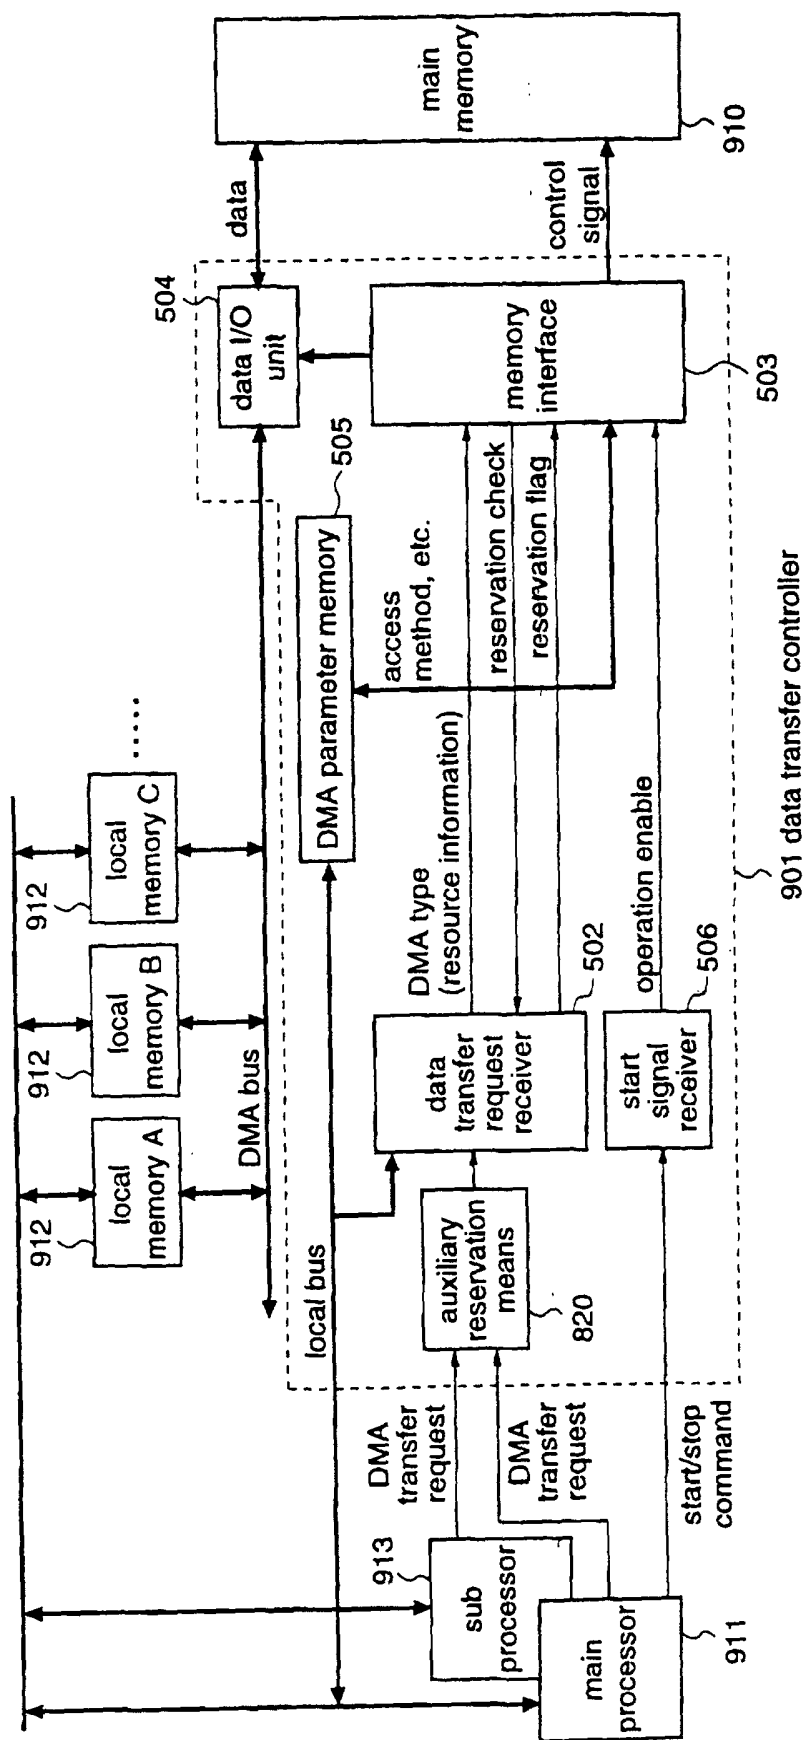 912
local
memory A
912
local
memory B
912
local
memory C
.....
DMA bus
local bus
504
data I/O
unit
data
main
memory
910
control
signal
DMA parameter memory
505
access
method, etc.
DMA type
(resource information)
reservation check
reservation flag
memory
interface
503
data
transfer
request
receiver
502
auxiliary
reservation
means
820
operation enable
start
signal
receiver
506
901 data transfer controller
DMA
transfer
request
DMA
transfer
request
start/stop
command
913
sub
processor
main
processor
911